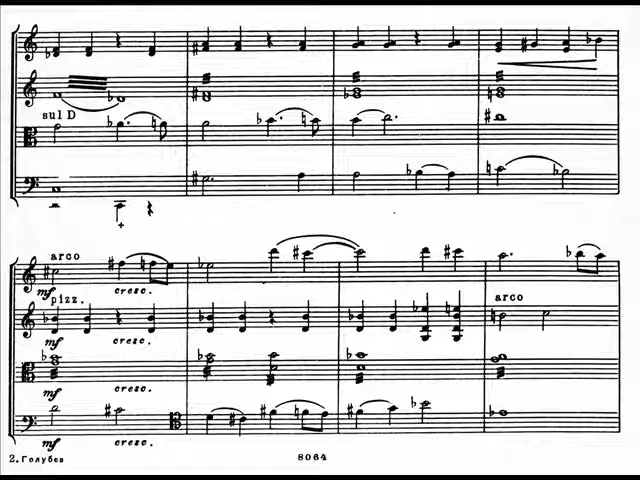 sul D
arco
mf cresc.
pizz.
arco
mf cresc.
mf cresc.
mf cresc.
2. Голубев 8064